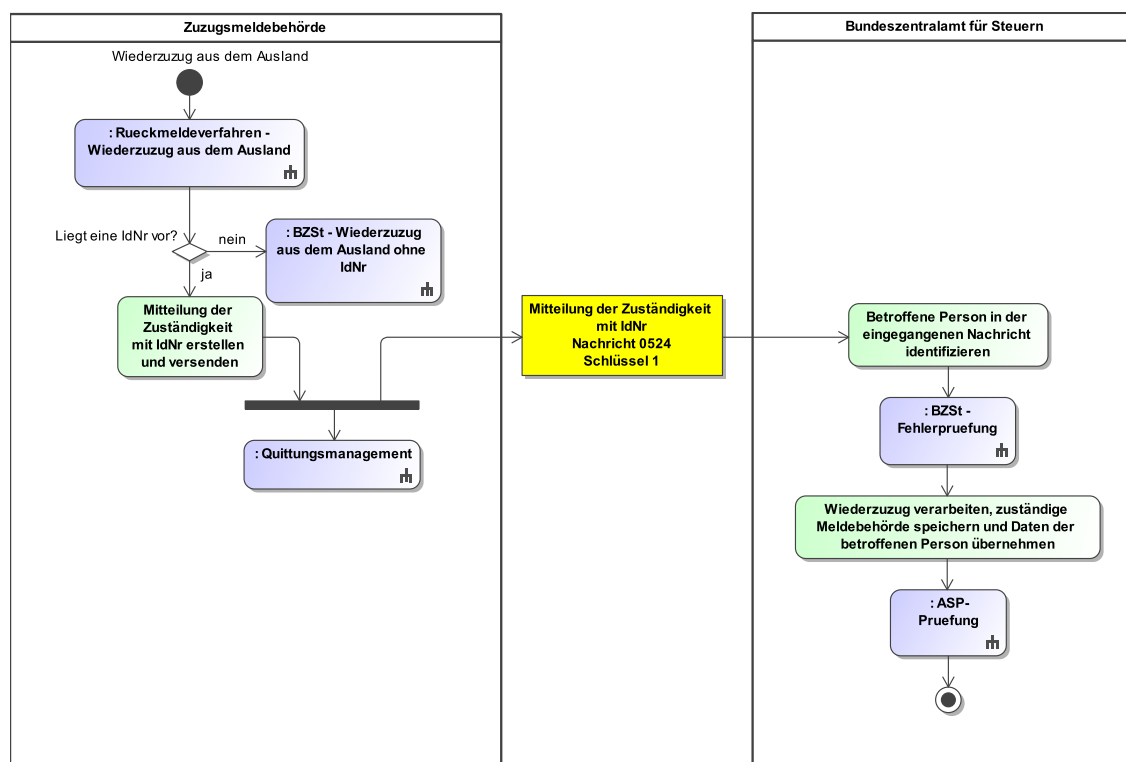 Zuzugsmeldebehörde
Wiederzuzug aus dem Ausland
: Rueckmeldeverfahren -
Wiederzuzug aus dem Ausland
Liegt eine IdNr vor?
nein
: BZSt - Wiederzuzug
aus dem Ausland ohne
IdNr
ja
Mitteilung der
Zuständigkeit
mit IdNr erstellen
und versenden
: Quittungsmanagement
Mitteilung der Zuständigkeit
mit IdNr
Nachricht 0524
Schlüssel 1
Bundeszentralamt für Steuern
Betroffene Person in der
eingegangenen Nachricht
identifizieren
: BZSt -
Fehlerpruefung
Wiederzuzug verarbeiten, zuständige
Meldebehörde speichern und Daten der
betroffenen Person übernehmen
: ASP-
Pruefung